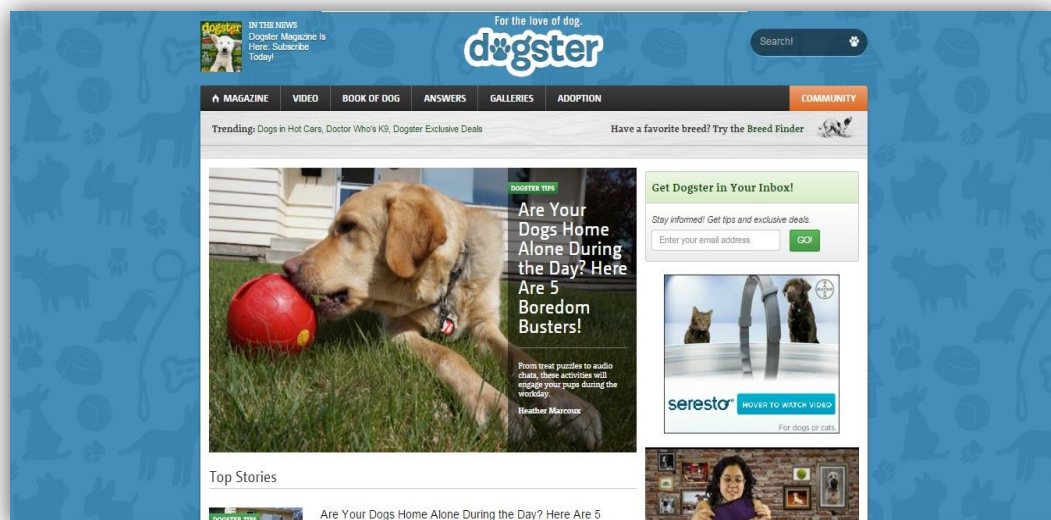 IN THE NEWS
Dogster Magazine Is
Here: Subscribe
Today!
dogster
For the love of dog.
dogster
Search!
MAGAZINE
VIDEO
BOOK OF DOG
ANSWERS
GALLERIES
ADOPTION
COMMUNITY
Trending: Dogs in Hot Cars, Doctor Who's K9, Dogster Exclusive Deals
Have a favorite breed? Try the Breed Finder
DOGSTER TIPS
Are Your
Dogs Home
Alone During
the Day? Here
Are 5
Boredom
Busters!
From treat puzzles to audio
chats, these activities will
engage your pups during the
workday.
Heather Marcoux
Get Dogster in Your Inbox!
Stay informed! Get tips and exclusive deals.
Enter your email address
GO!
BAYER
seresto
HOVER TO WATCH VIDEO
For dogs or cats.
Top Stories
DOGSTER TIPS
Are Your Dogs Home Alone During the Day? Here Are 5